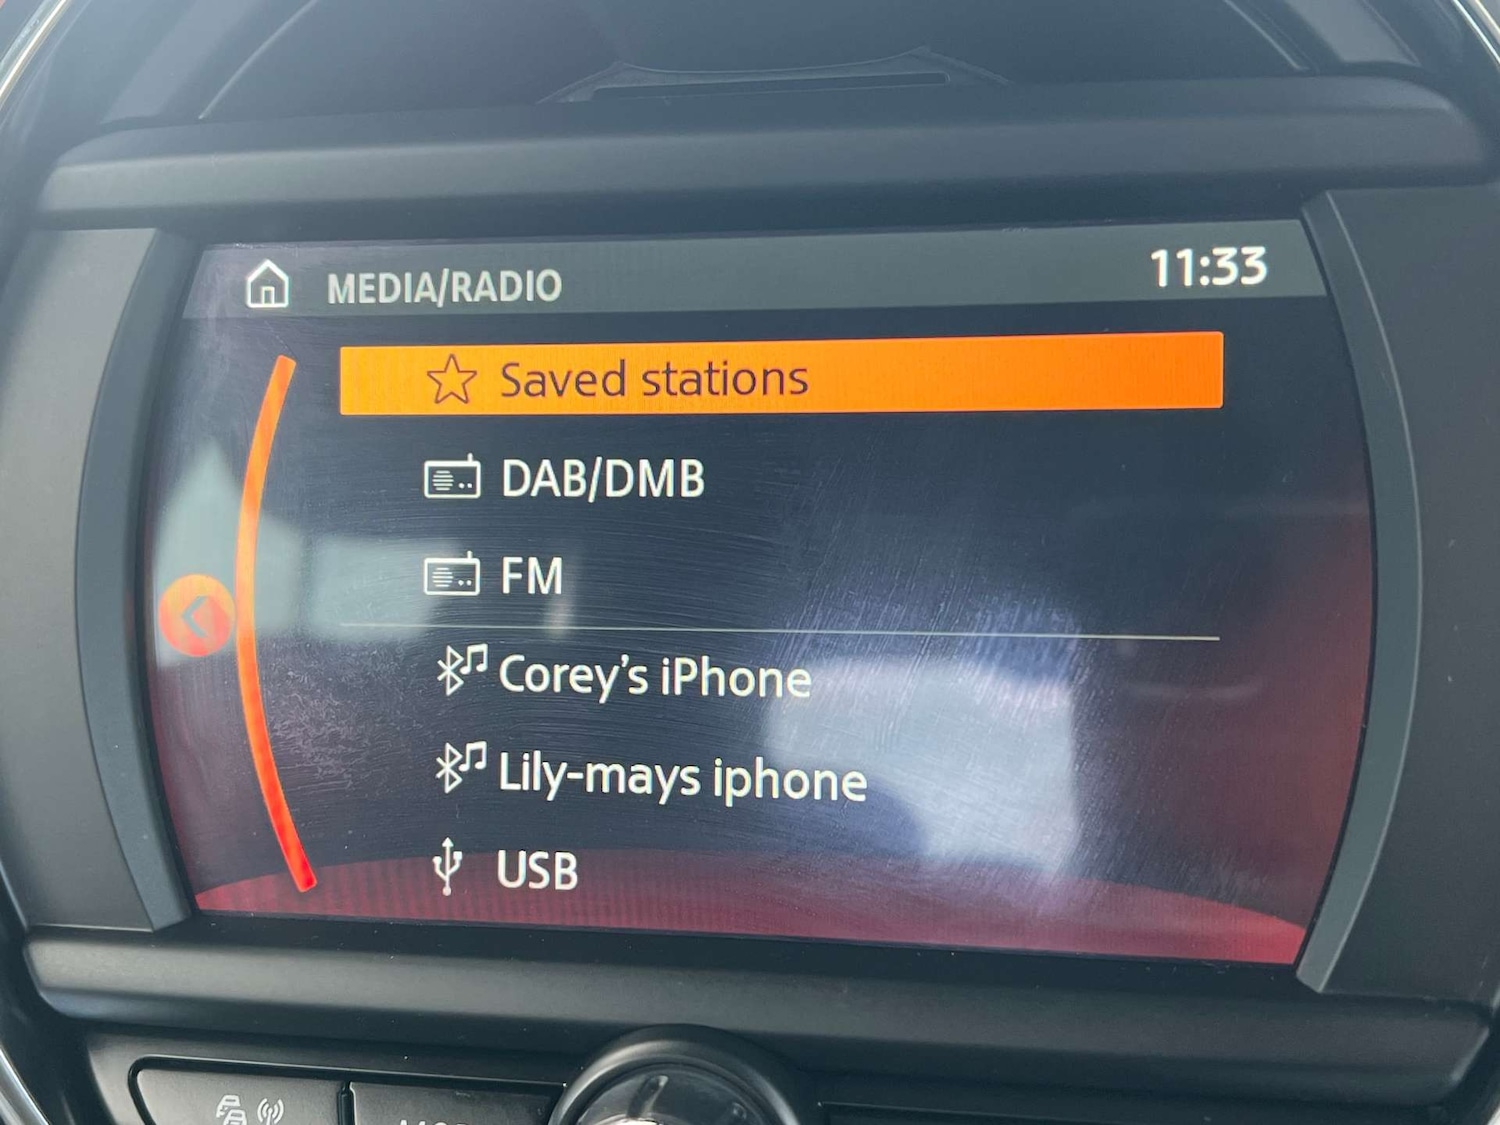 MEDIA/RADIO 11:33
Saved stations
DAB/DMB
FM
Corey's iPhone
Lily-mays iphone
USB